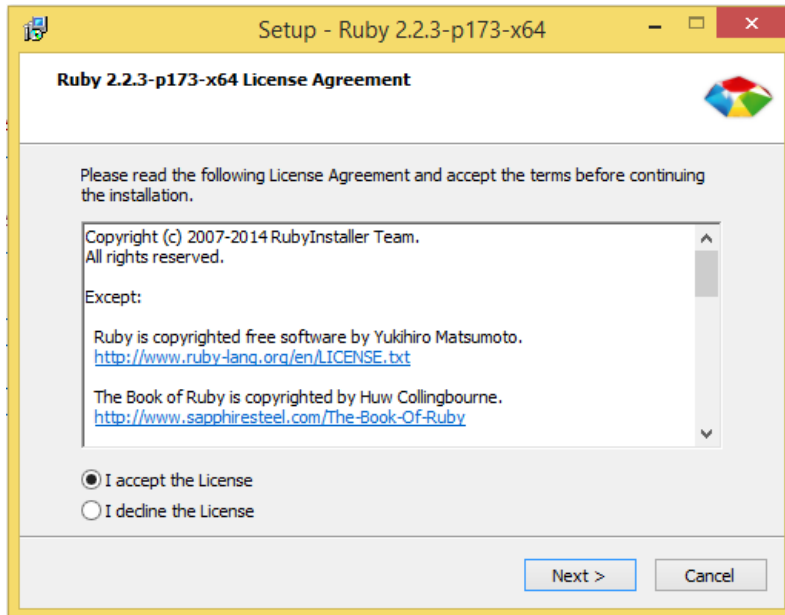 Setup - Ruby 2.2.3-p173-x64
Ruby 2.2.3-p173-x64 License Agreement
Please read the following License Agreement and accept the terms before continuing
the installation.
Copyright (c) 2007-2014 RubyInstaller Team.
All rights reserved.
Except:
Ruby is copyrighted free software by Yukihiro Matsumoto.
http://www.ruby-lang.org/en/LICENSE.txt
The Book of Ruby is copyrighted by Huw Collingbourne.
http://www.sapphiresteel.com/The-Book-Of-Ruby
I accept the License
I decline the License
Next > Cancel